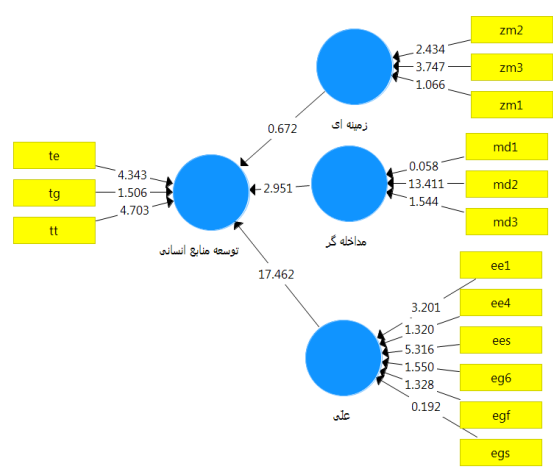 zm2
2.434
zm3
3.747
zm1
1.066
زمینه ای
0.672
te
4.343
tg
1.506
tt
4.703
توسعه منابع انسانی
2.951
md1
0.058
md2
13.411
md3
1.544
مداخله گر
17.462
ee1
3.201
ee4
1.320
ees
5.316
eg6
1.550
egf
1.328
egs
0.192
علّی